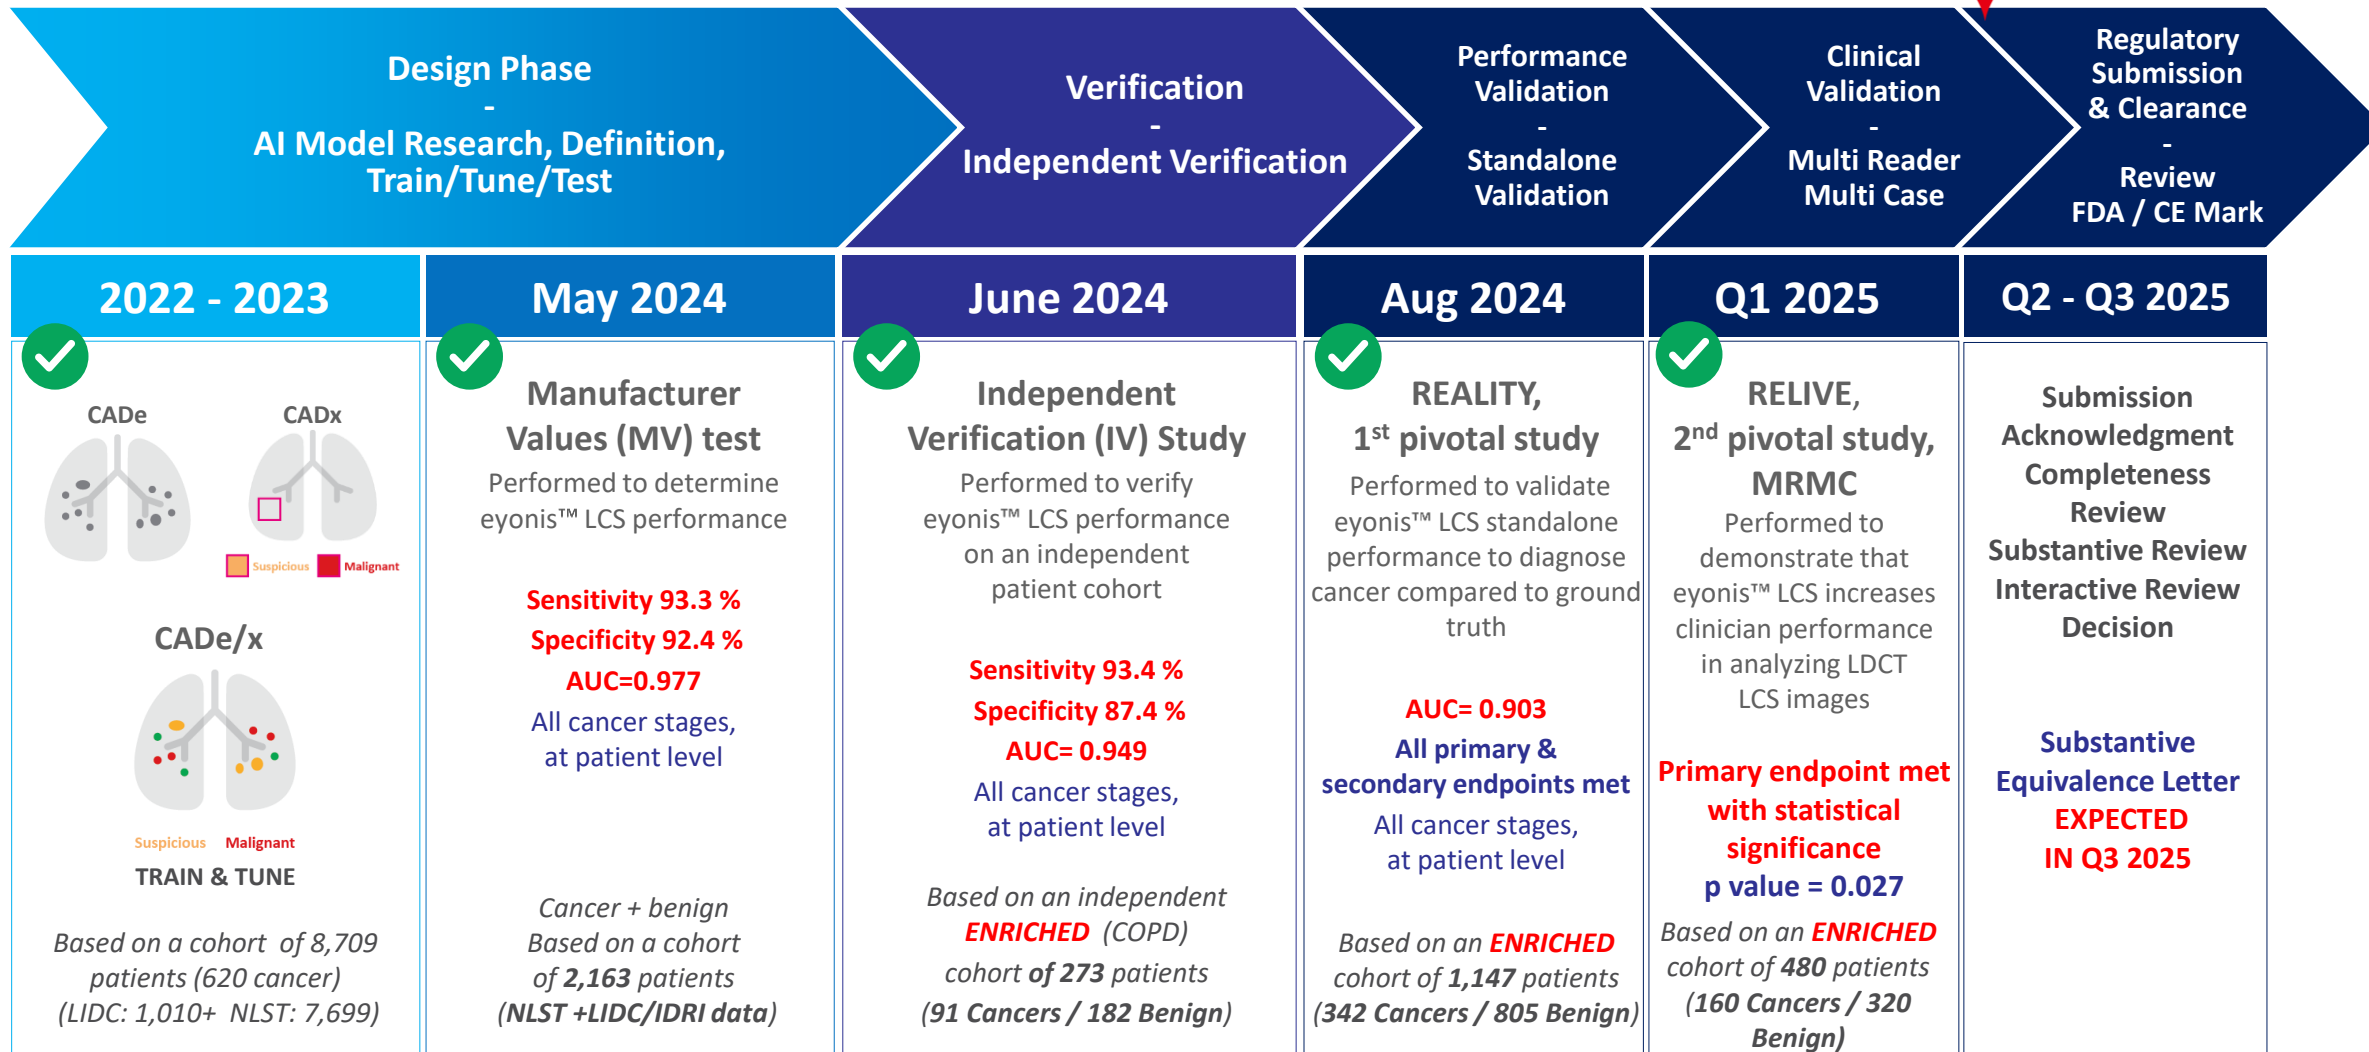 Design Phase
-
AI Model Research, Definition,
Train/Tune/Test
Verification
-
Independent Verification
Performance
Validation
-
Standalone
Validation
Clinical
Validation
-
Multi Reader
Multi Case
Regulatory
Submission
& Clearance
-
Review
FDA / CE Mark
2022 - 2023
CADe
CADx
Suspicious Malignant
CADe/x
Suspicious Malignant
TRAIN & TUNE
Based on a cohort of 8,709
patients (620 cancer)
(LIDC: 1,010+ NLST: 7,699)
May 2024
Manufacturer
Values (MV) test
Performed to determine
eyonis™ LCS performance
Sensitivity 93.3 %
Specificity 92.4 %
AUC=0.977
All cancer stages,
at patient level
Cancer + benign
Based on a cohort
of 2,163 patients
(NLST +LIDC/IDRI data)
June 2024
Independent
Verification (IV) Study
Performed to verify
eyonis™ LCS performance
on an independent
patient cohort
Sensitivity 93.4 %
Specificity 87.4 %
AUC= 0.949
All cancer stages,
at patient level
Based on an independent
ENRICHED (COPD)
cohort of 273 patients
(91 Cancers / 182 Benign)
Aug 2024
REALITY,
1st pivotal study
Performed to validate
eyonis™ LCS standalone
performance to diagnose
cancer compared to ground
truth
AUC= 0.903
All primary &
secondary endpoints met
All cancer stages,
at patient level
Based on an ENRICHED
cohort of 1,147 patients
(342 Cancers / 805 Benign)
Q1 2025
RELIVE,
2nd pivotal study,
MRMC
Performed to
demonstrate that
eyonis™ LCS increases
clinician performance
in analyzing LDCT
LCS images
Primary endpoint met
with statistical
significance
p value = 0.027
Based on an ENRICHED
cohort of 480 patients
(160 Cancers / 320
Benign)
Q2 - Q3 2025
Submission
Acknowledgment
Completeness
Review
Substantive Review
Interactive Review
Decision
Substantive
Equivalence Letter
EXPECTED
IN Q3 2025